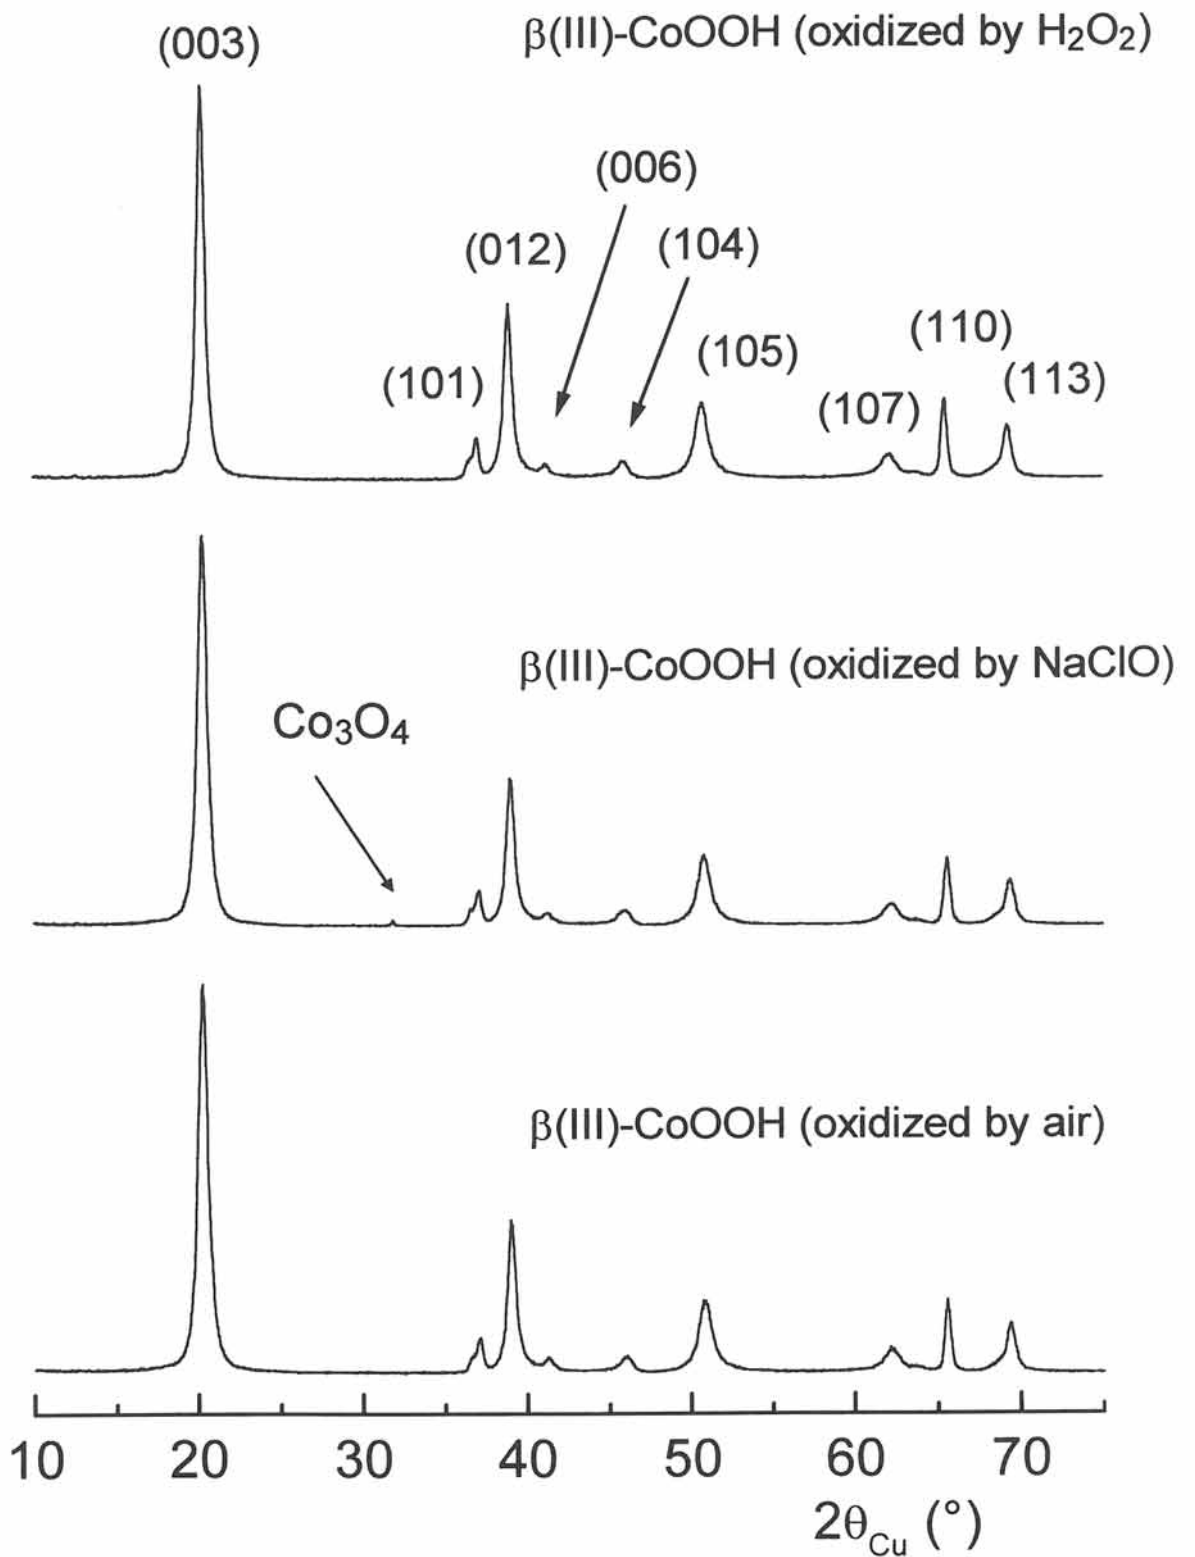 β(III)-CoOOH (oxidized by H₂O₂)
(003)
(006)
(012)
(104)
(110)
(105)
(101)
(113)
(107)
β(III)-CoOOH (oxidized by NaClO)
Co₃O₄
β(III)-CoOOH (oxidized by air)
10 20 30 40 50 60 70
2θCu (°)